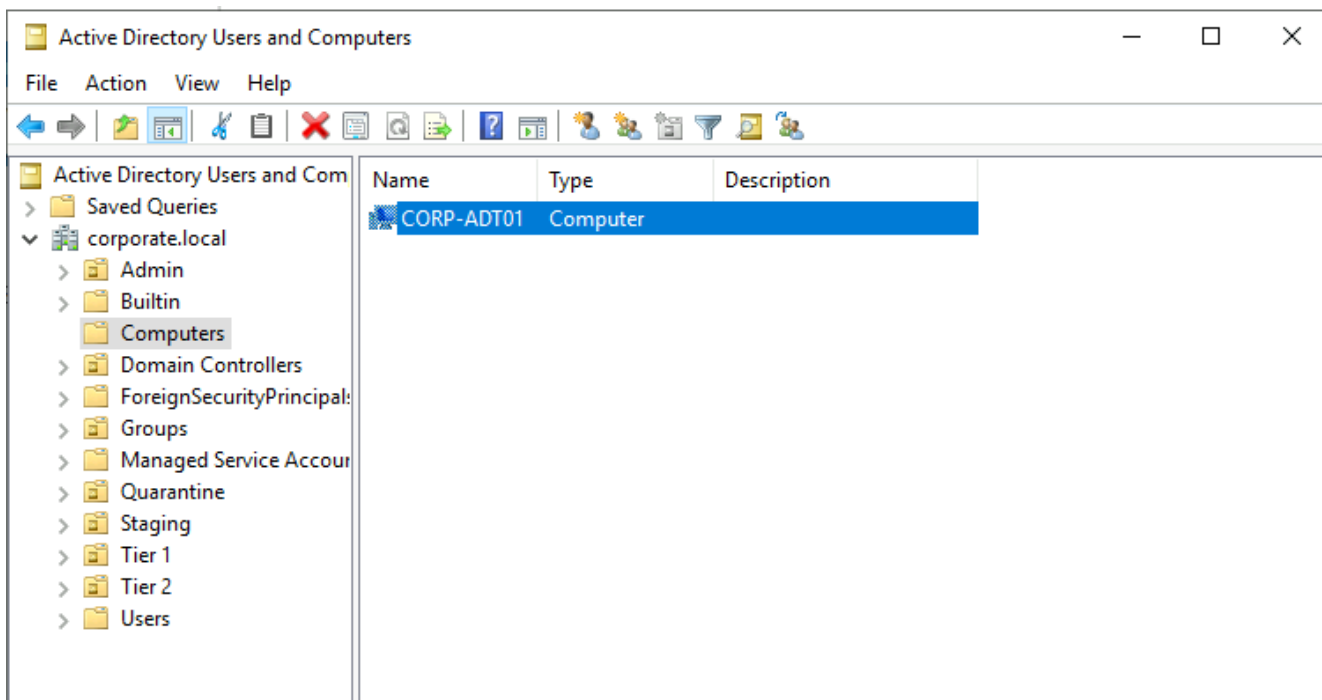 Active Directory Users and Computers
File Action View Help
Active Directory Users and Com
Name Type Description
Saved Queries
CORP-ADT01 Computer
corporate.local
Admin
Builtin
Computers
Domain Controllers
ForeignSecurityPrincipals
Groups
Managed Service Accoun
Quarantine
Staging
Tier 1
Tier 2
Users